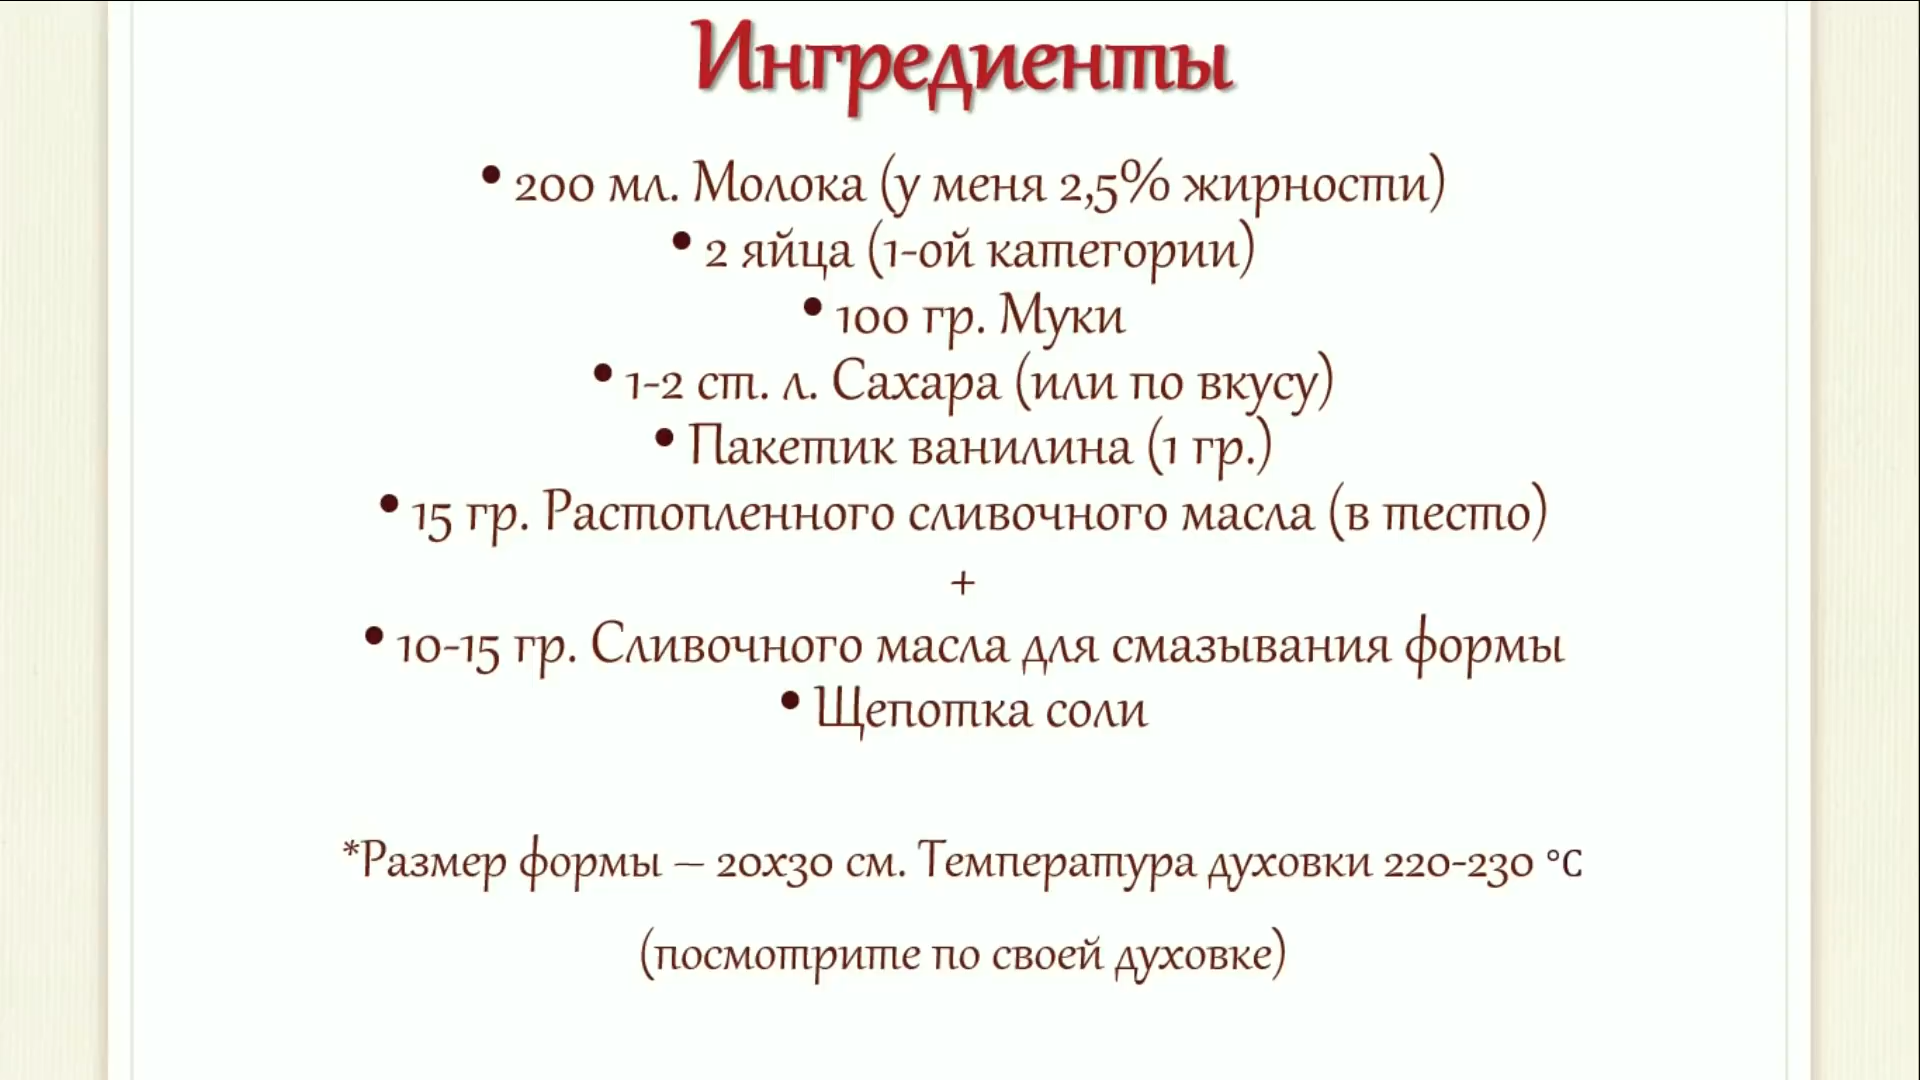 Ингредиенты
• 200 мл. Молока (у меня 2,5% жирности)
• 2 яйца (1-ой категории)
• 100 гр. Муки
• 1-2 ст. л. Сахара (или по вкусу)
• Пакетик ванилина (1 гр.)
• 15 гр. Растопленного сливочного масла (в тесто)
+
• 10-15 гр. Сливочного масла для смазывания формы
• Щепотка соли
*Размер формы – 20х30 см. Температура духовки 220-230 °С
(посмотрите по своей духовке)